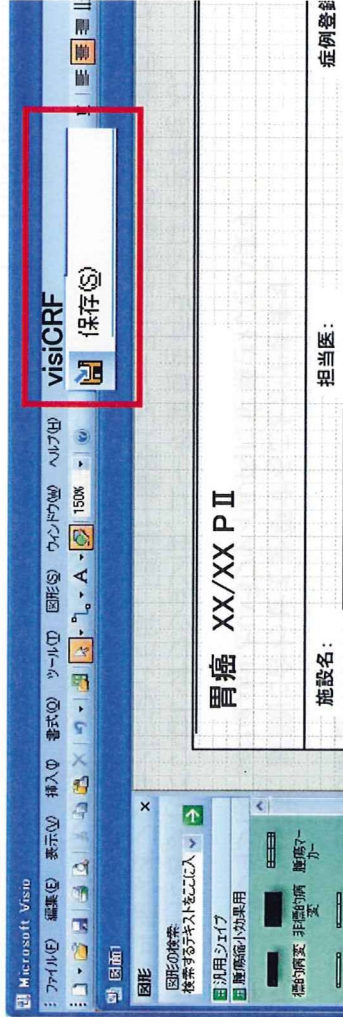 Microsoft Visio
ファイル(F) 編集(E) 表示(V) 挿入(I) 書式(O) ツール(T) 図形(S) ウィンドウ(W) ヘルプ(H) visiCRF
保存(S)
A 150%
図面1
図形
図形の検索:
検索するテキストをここに入
汎用シェイプ
腫瘍縮小効果用
標的病変 非標的病変 腫瘍マーカー
胃癌 XX/XX P II
施設名: 担当医: 症例登録